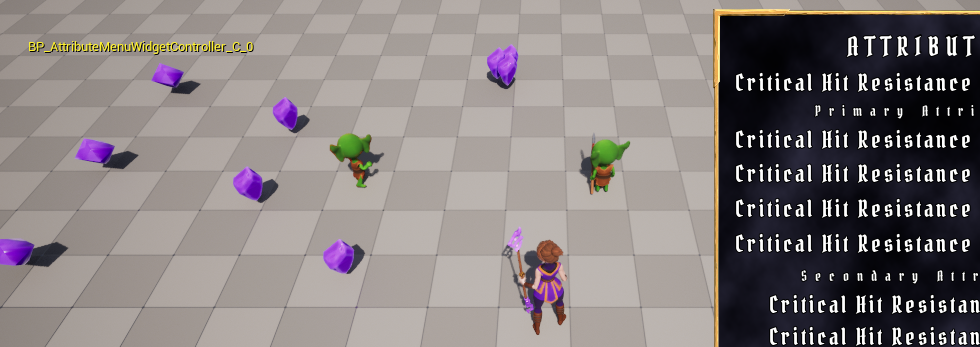 BP_AttributeMenuWidgetController_C_0
ATTRIBUT
Critical Hit Resistance
Primary Attri
Critical Hit Resistance
Critical Hit Resistance
Critical Hit Resistance
Critical Hit Resistance
Secondary Attr
Critical Hit Resistan
Critical Hit Resistan